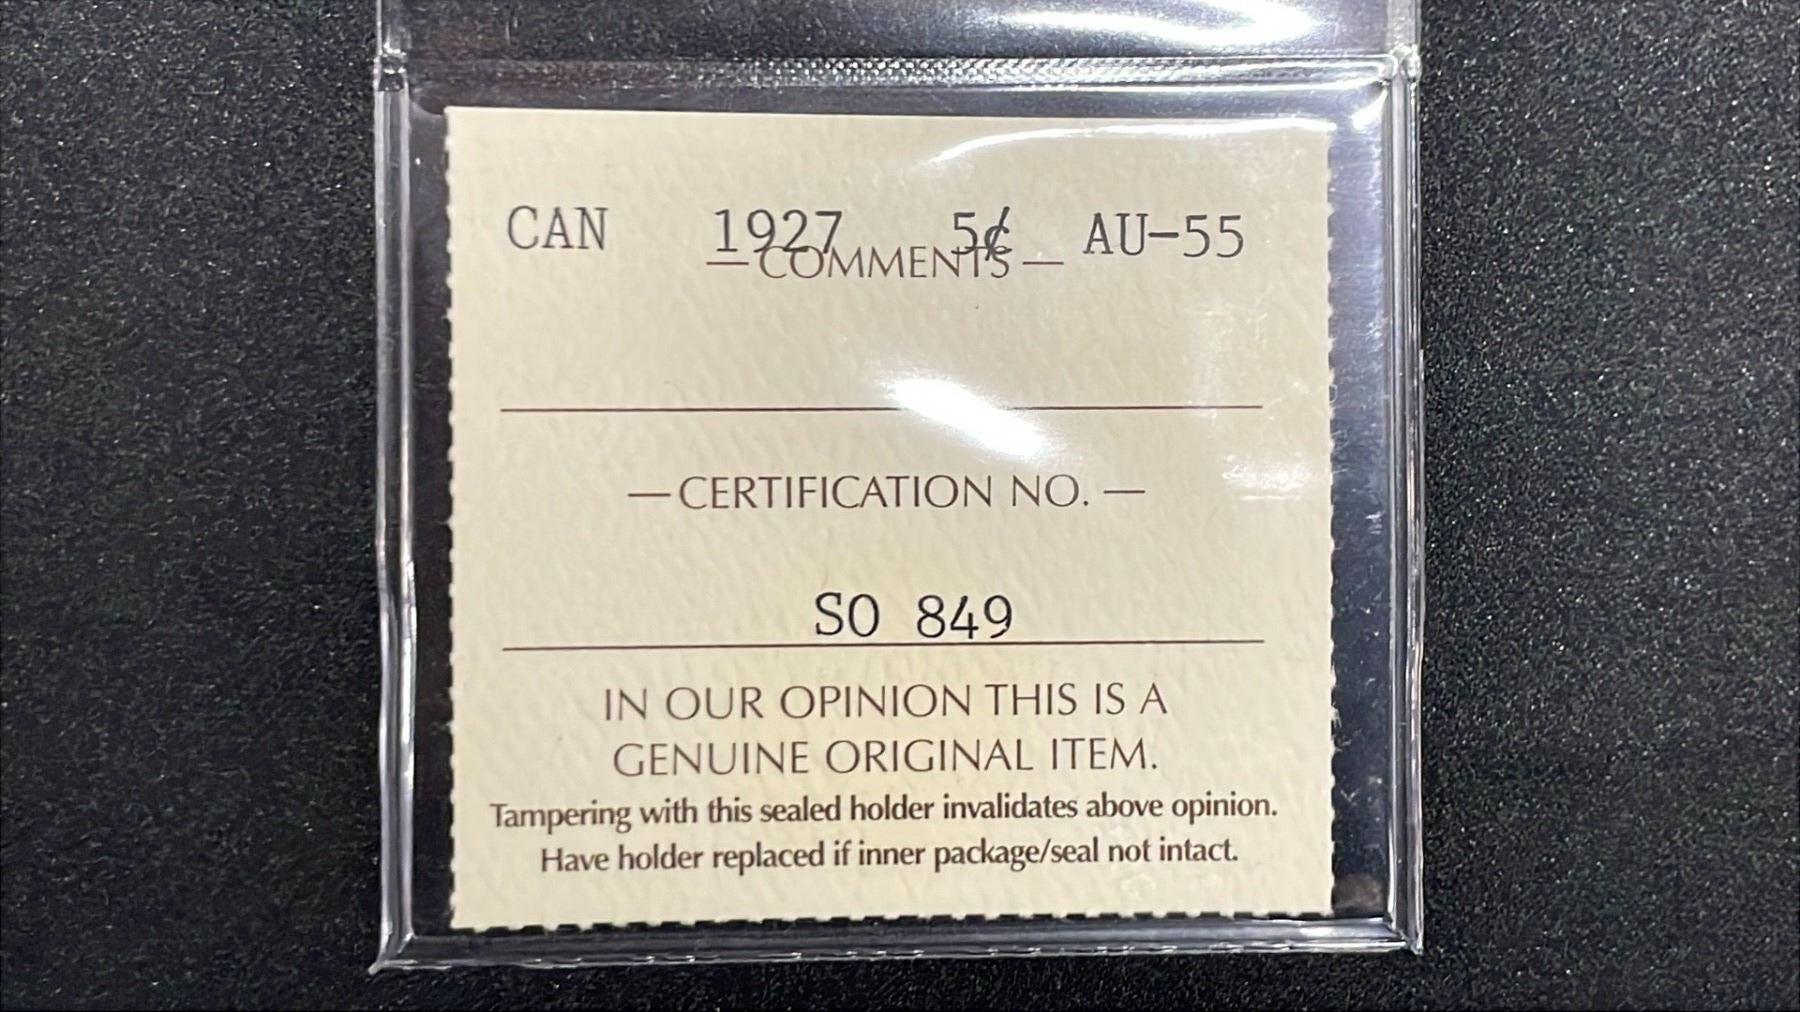 CAN 1927 5¢ AU-55
— COMMENTS —
— CERTIFICATION NO. —
SO 849
IN OUR OPINION THIS IS A
GENUINE ORIGINAL ITEM.
Tampering with this sealed holder invalidates above opinion.
Have holder replaced if inner package/seal not intact.